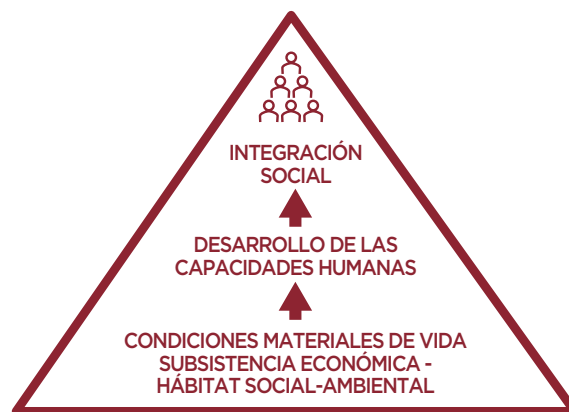 INTEGRACIÓN
SOCIAL
DESARROLLO DE LAS
CAPACIDADES HUMANAS
CONDICIONES MATERIALES DE VIDA
SUBSISTENCIA ECONÓMICA -
HÁBITAT SOCIAL-AMBIENTAL